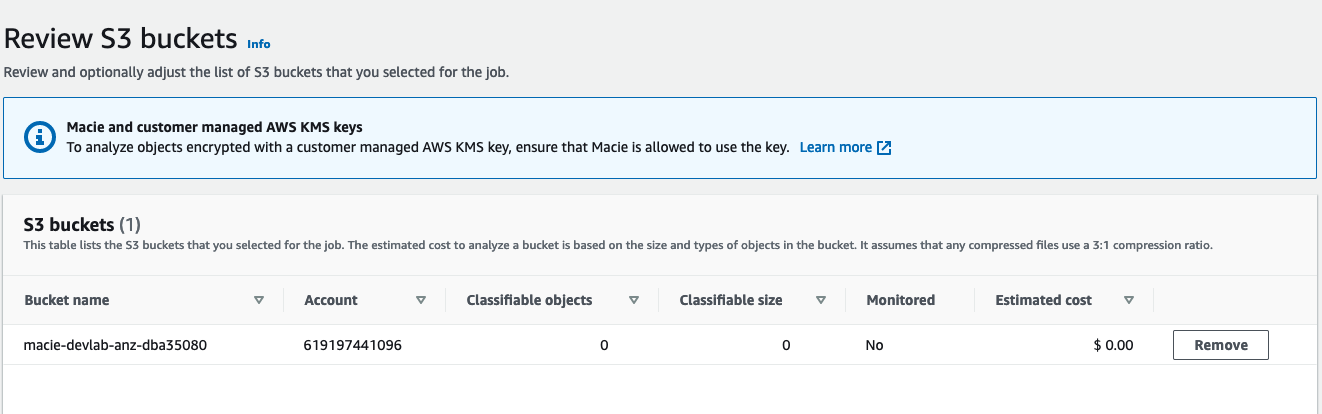 Review S3 buckets Info
Review and optionally adjust the list of S3 buckets that you selected for the job.
Macie and customer managed AWS KMS keys
To analyze objects encrypted with a customer managed AWS KMS key, ensure that Macie is allowed to use the key. Learn more
S3 buckets (1)
This table lists the S3 buckets that you selected for the job. The estimated cost to analyze a bucket is based on the size and types of objects in the bucket. It assumes that any compressed files use a 3:1 compression ratio.
Bucket name Account Classifiable objects Classifiable size Monitored Estimated cost
macie-devlab-anz-dba35080 619197441096 0 0 No $ 0.00 Remove